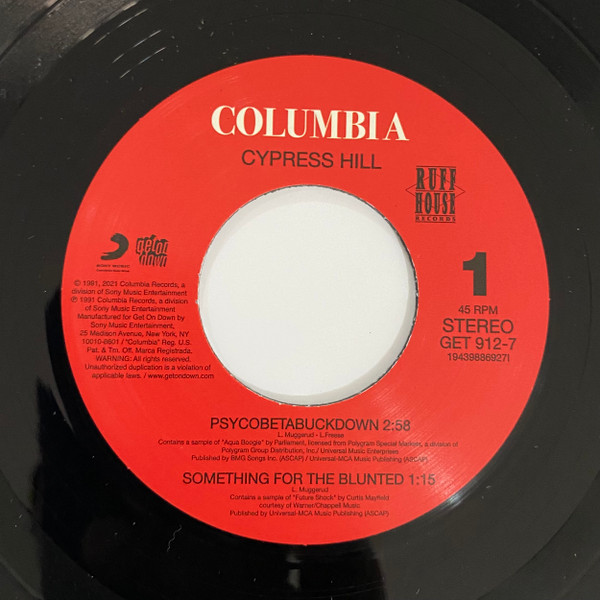 COLUMBIA
CYPRESS HILL
RUFF
HOUSE
RECORDS
get on
down
1
45 RPM
STEREO
GET 912-7
194398869271
© 1991, 2021 Columbia Records, a
division of Sony Music Entertainment
℗ 1991 Columbia Records, a division
of Sony Music Entertainment
Manufactured for Get On Down by
Sony Music Entertainment,
25 Madison Avenue, New York, NY
10010-8601 / "Columbia" Reg. U.S.
Pat. & Tm. Off. Marca Registrada.
WARNING: All rights reserved.
Unauthorized duplication is a violation of
applicable laws. / www.getondown.com
PSYCOBETABUCKDOWN 2:58
L. Muggerud - L.Freese
Contains a sample of "Aqua Boogie" by Parliament, licensed from Polygram Special Markets, a division of
Polygram Group Distribution, Inc./ Universal Music Enterprises
Published by BMG Songs Inc. (ASCAP) / Universal-MCA Music Publishing (ASCAP)
SOMETHING FOR THE BLUNTED 1:15
L. Muggerud
Contains a sample of "Future Shock" by Curtis Mayfield
courtesy of Warner/Chappell Music
Published by Universal-MCA Music Publishing (ASCAP)